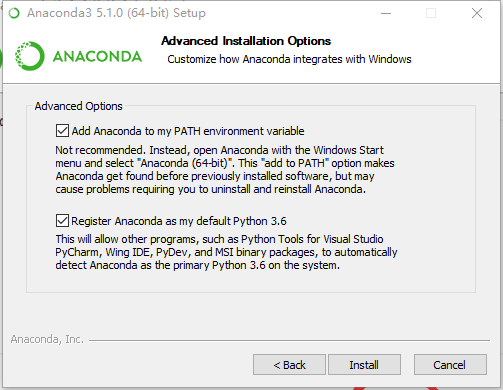 Anaconda3 5.1.0 (64-bit) Setup
Advanced Installation Options
Customize how Anaconda integrates with Windows
ANACONDA
Advanced Options
Add Anaconda to my PATH environment variable
Not recommended. Instead, open Anaconda with the Windows Start
menu and select "Anaconda (64-bit)". This "add to PATH" option makes
Anaconda get found before previously installed software, but may
cause problems requiring you to uninstall and reinstall Anaconda.
Register Anaconda as my default Python 3.6
This will allow other programs, such as Python Tools for Visual Studio
PyCharm, Wing IDE, PyDev, and MSI binary packages, to automatically
detect Anaconda as the primary Python 3.6 on the system.
Anaconda, Inc.
< Back
Install
Cancel